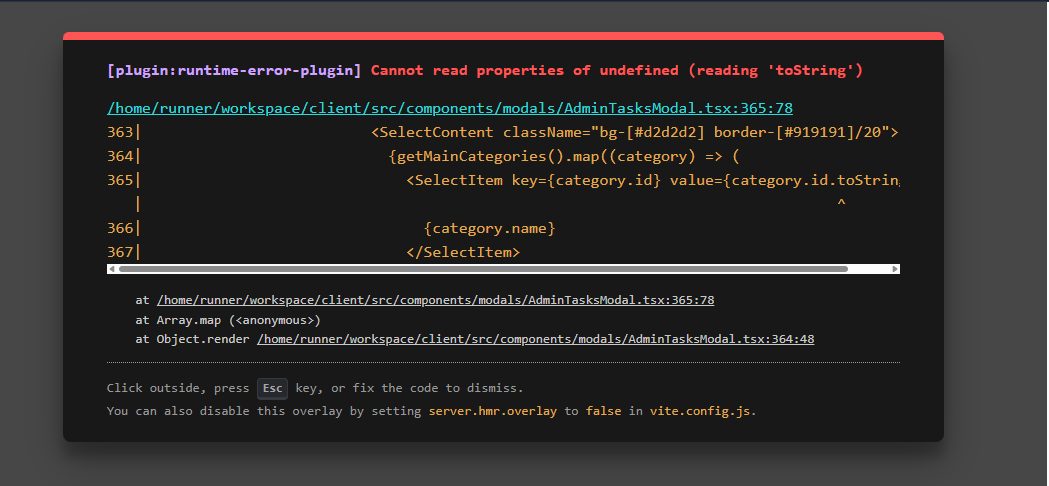 [plugin:runtime-error-plugin] Cannot read properties of undefined (reading 'toString')
/home/runner/workspace/client/src/components/modals/AdminTasksModal.tsx:365:78
363| <SelectContent className="bg-[#d2d2d2] border-[#919191]/20">
364| {getMainCategories().map((category) => (
365| <SelectItem key={category.id} value={category.id.toStrin
| ^
366| {category.name}
367| </SelectItem>
at /home/runner/workspace/client/src/components/modals/AdminTasksModal.tsx:365:78
at Array.map (<anonymous>)
at Object.render /home/runner/workspace/client/src/components/modals/AdminTasksModal.tsx:364:48
Click outside, press Esc key, or fix the code to dismiss.
You can also disable this overlay by setting server.hmr.overlay to false in vite.config.js.